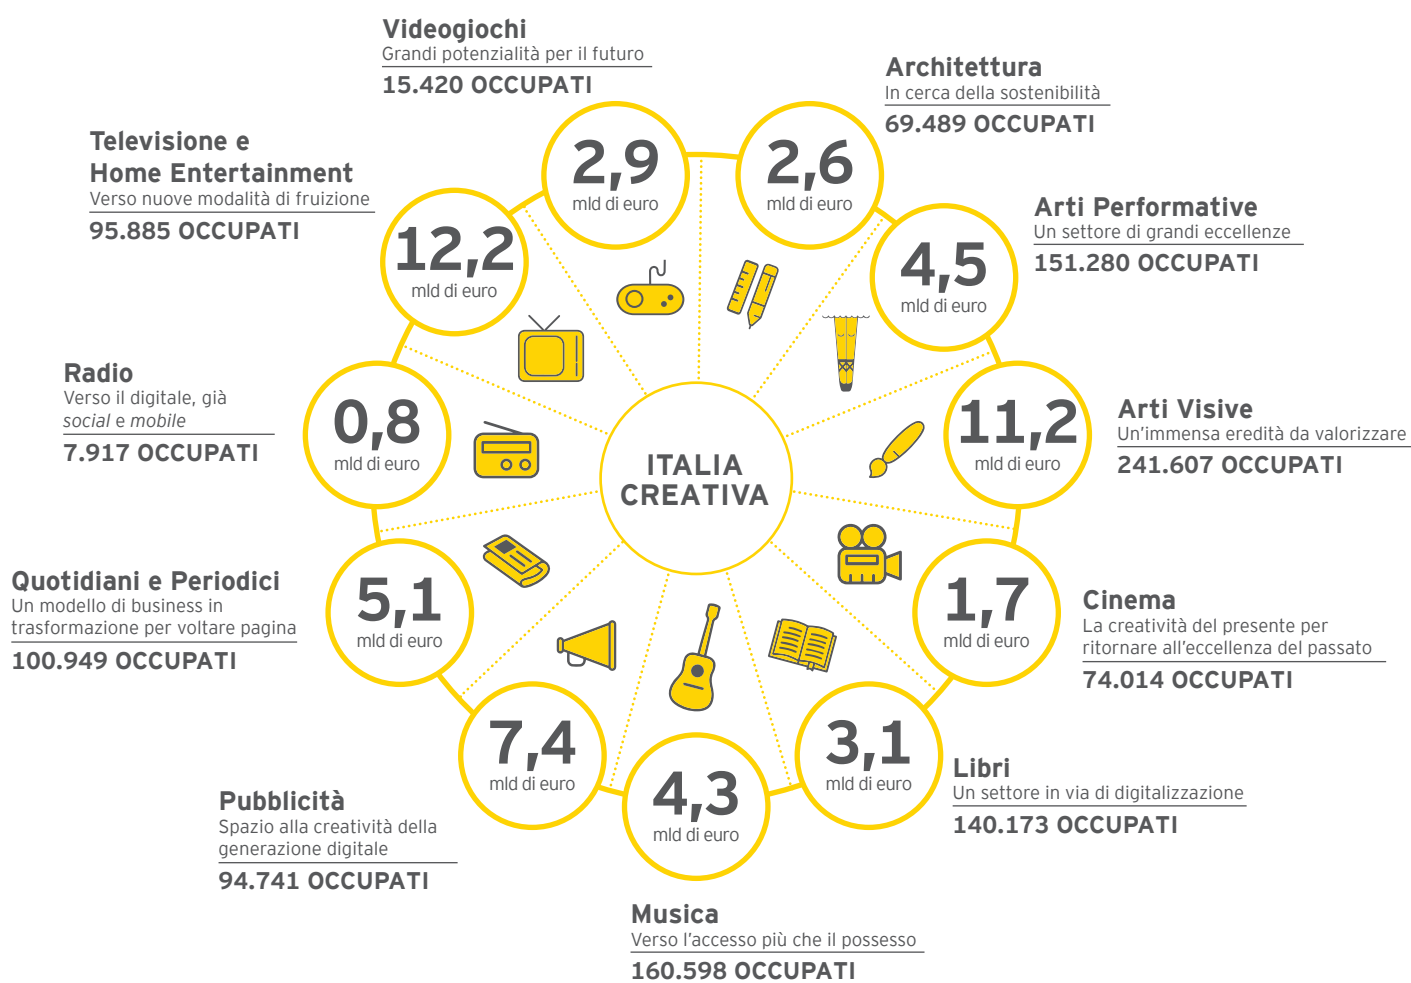 Videogiochi
Grandi potenzialità per il futuro
15.420 OCCUPATI
2,9
mld di euro
Architettura
In cerca della sostenibilità
69.489 OCCUPATI
2,6
mld di euro
Arti Performative
Un settore di grandi eccellenze
151.280 OCCUPATI
4,5
mld di euro
Arti Visive
Un'immensa eredità da valorizzare
241.607 OCCUPATI
11,2
mld di euro
Cinema
La creatività del presente per
ritornare all'eccellenza del passato
74.014 OCCUPATI
1,7
mld di euro
Libri
Un settore in via di digitalizzazione
140.173 OCCUPATI
3,1
mld di euro
Musica
Verso l'accesso più che il possesso
160.598 OCCUPATI
4,3
mld di euro
Pubblicità
Spazio alla creatività della
generazione digitale
94.741 OCCUPATI
7,4
mld di euro
Quotidiani e Periodici
Un modello di business in
trasformazione per voltare pagina
100.949 OCCUPATI
5,1
mld di euro
Radio
Verso il digitale, già
social e mobile
7.917 OCCUPATI
0,8
mld di euro
Televisione e
Home Entertainment
Verso nuove modalità di fruizione
95.885 OCCUPATI
12,2
mld di euro
ITALIA
CREATIVA